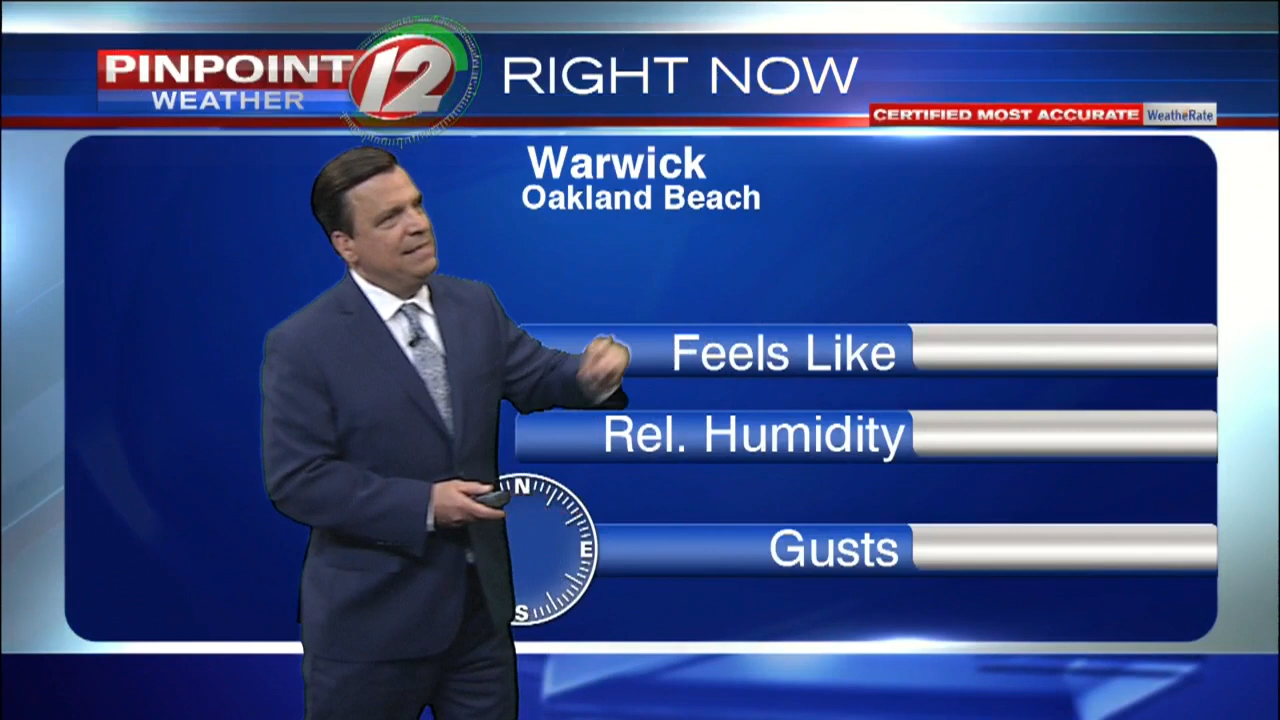 PINPOINT 12
WEATHER
RIGHT NOW
CERTIFIED MOST ACCURATE WeatheRate
Warwick
Oakland Beach
Feels Like
Rel. Humidity
N
E
S
Gusts